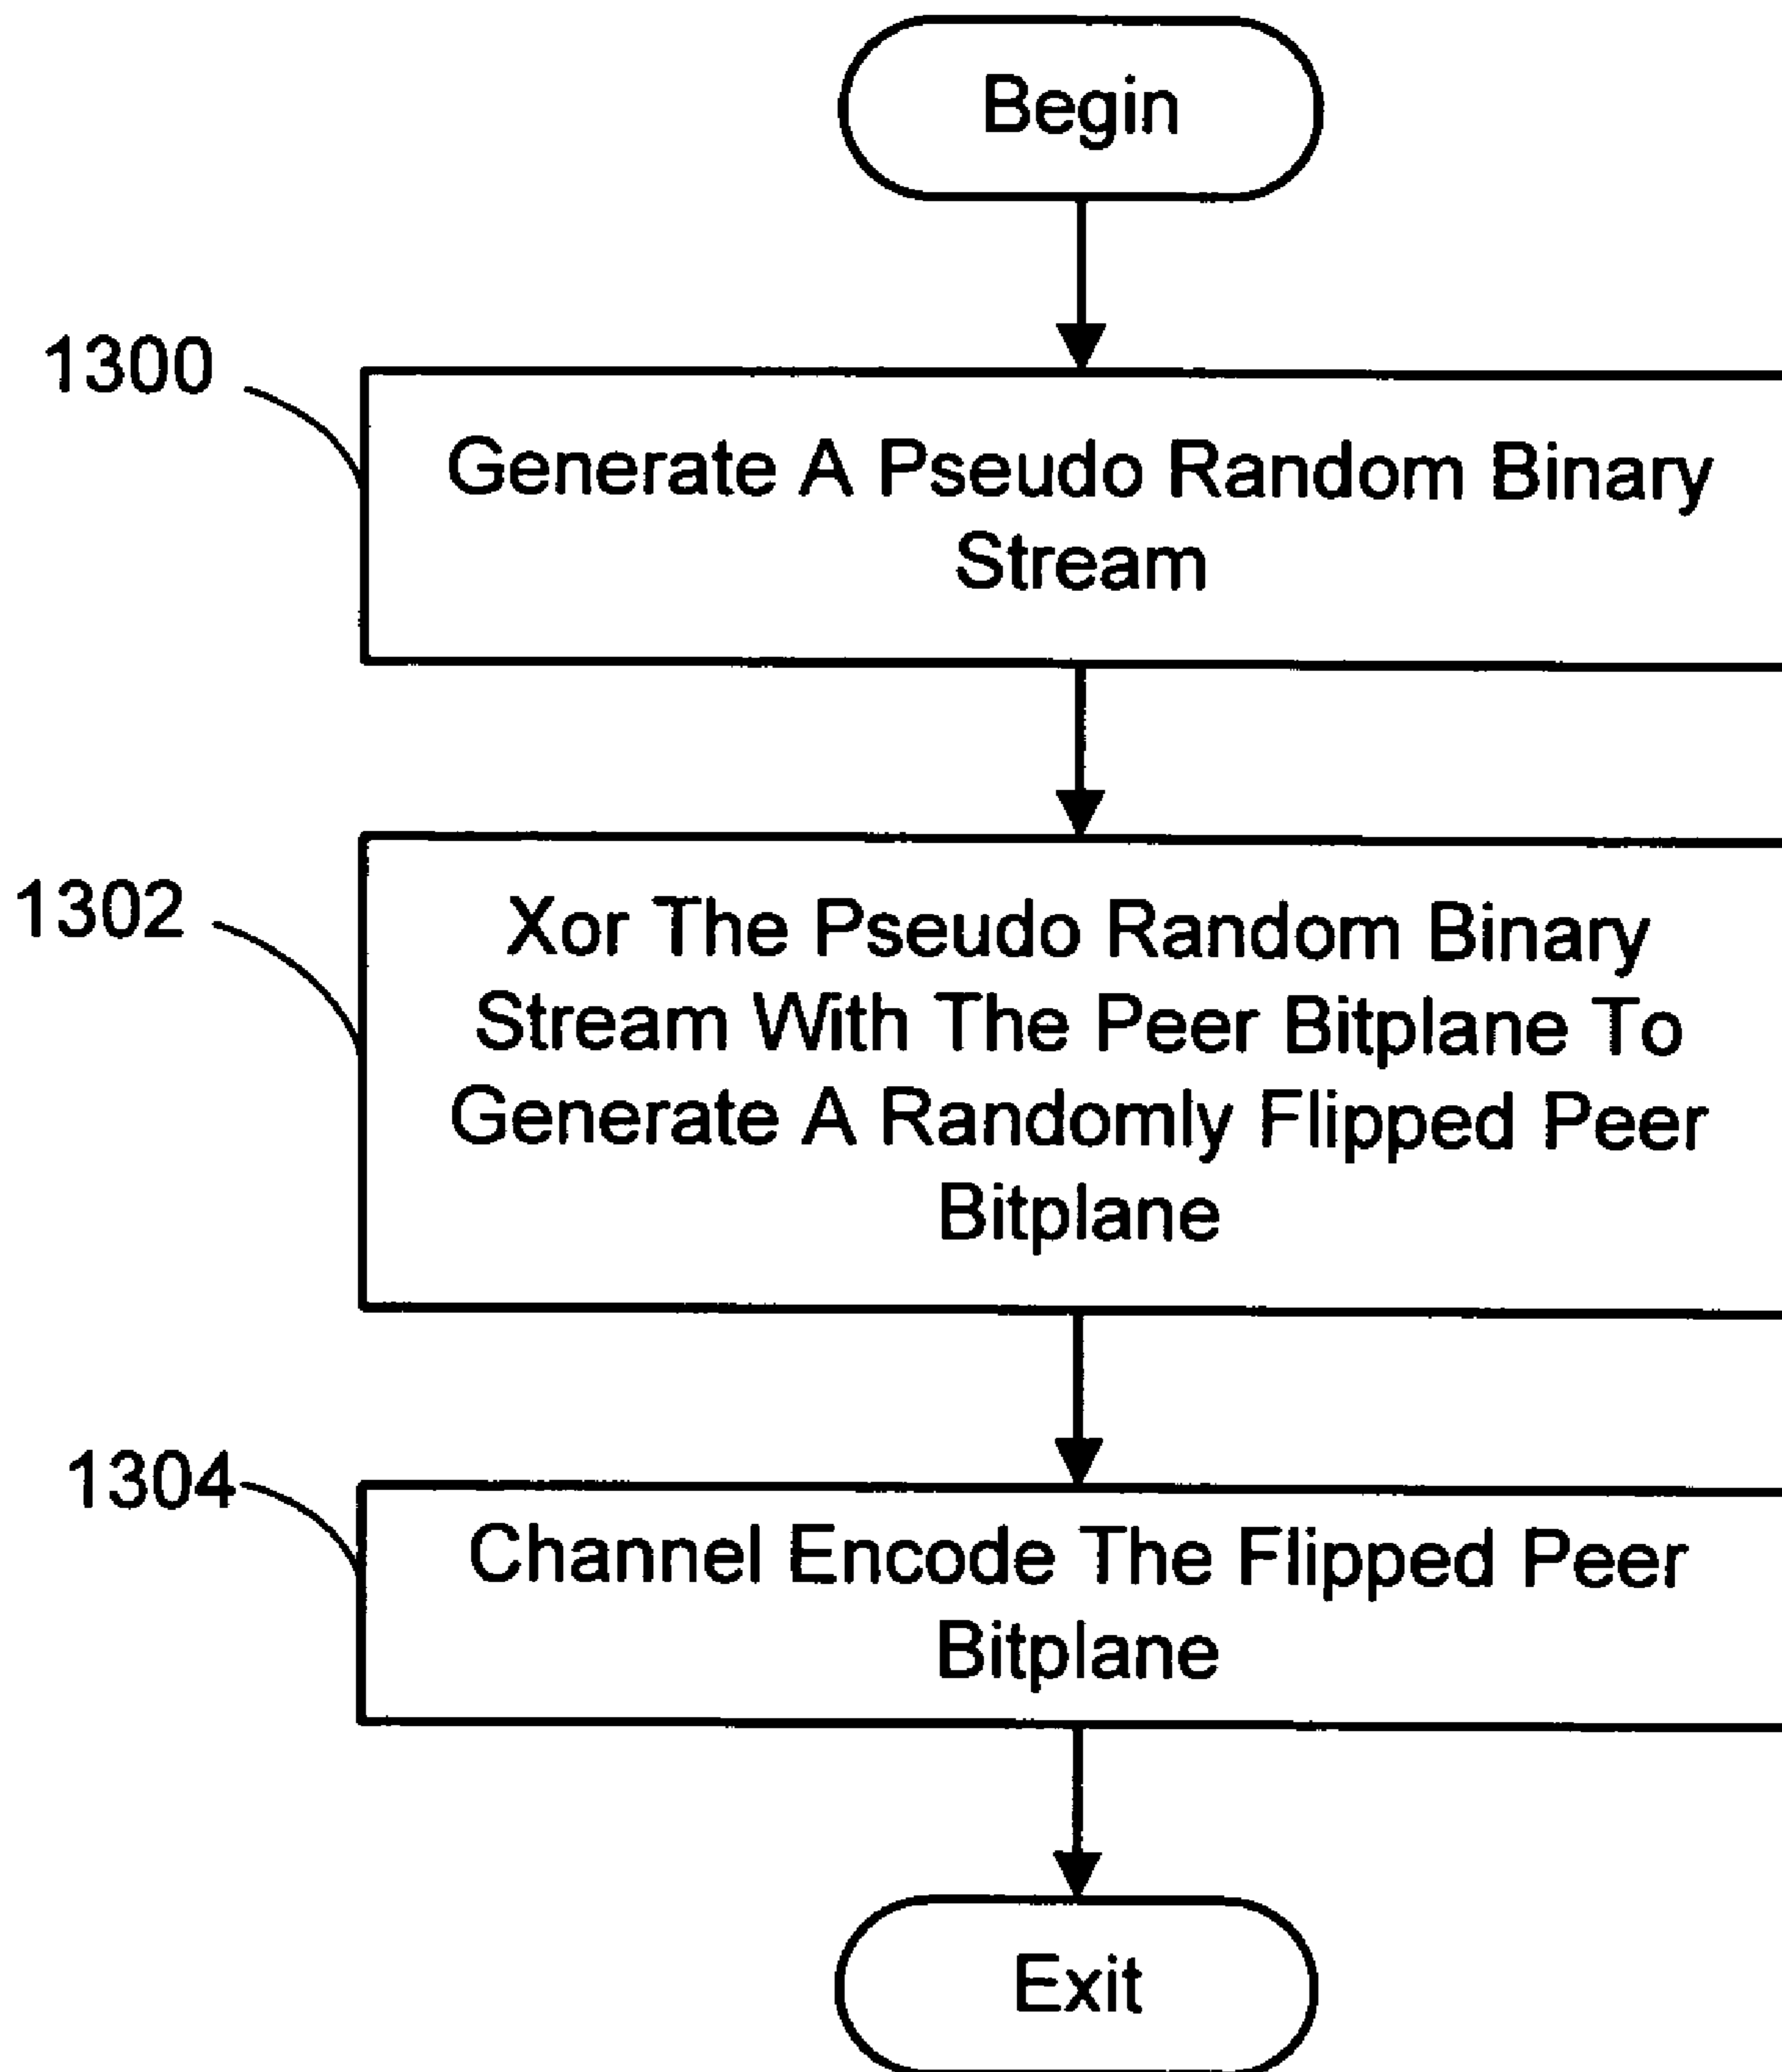 Begin
1300
Generate A Pseudo Random Binary
Stream
1302
Xor The Pseudo Random Binary
Stream With The Peer Bitplane To
Generate A Randomly Flipped Peer
Bitplane
1304
Channel Encode The Flipped Peer
Bitplane
Exit